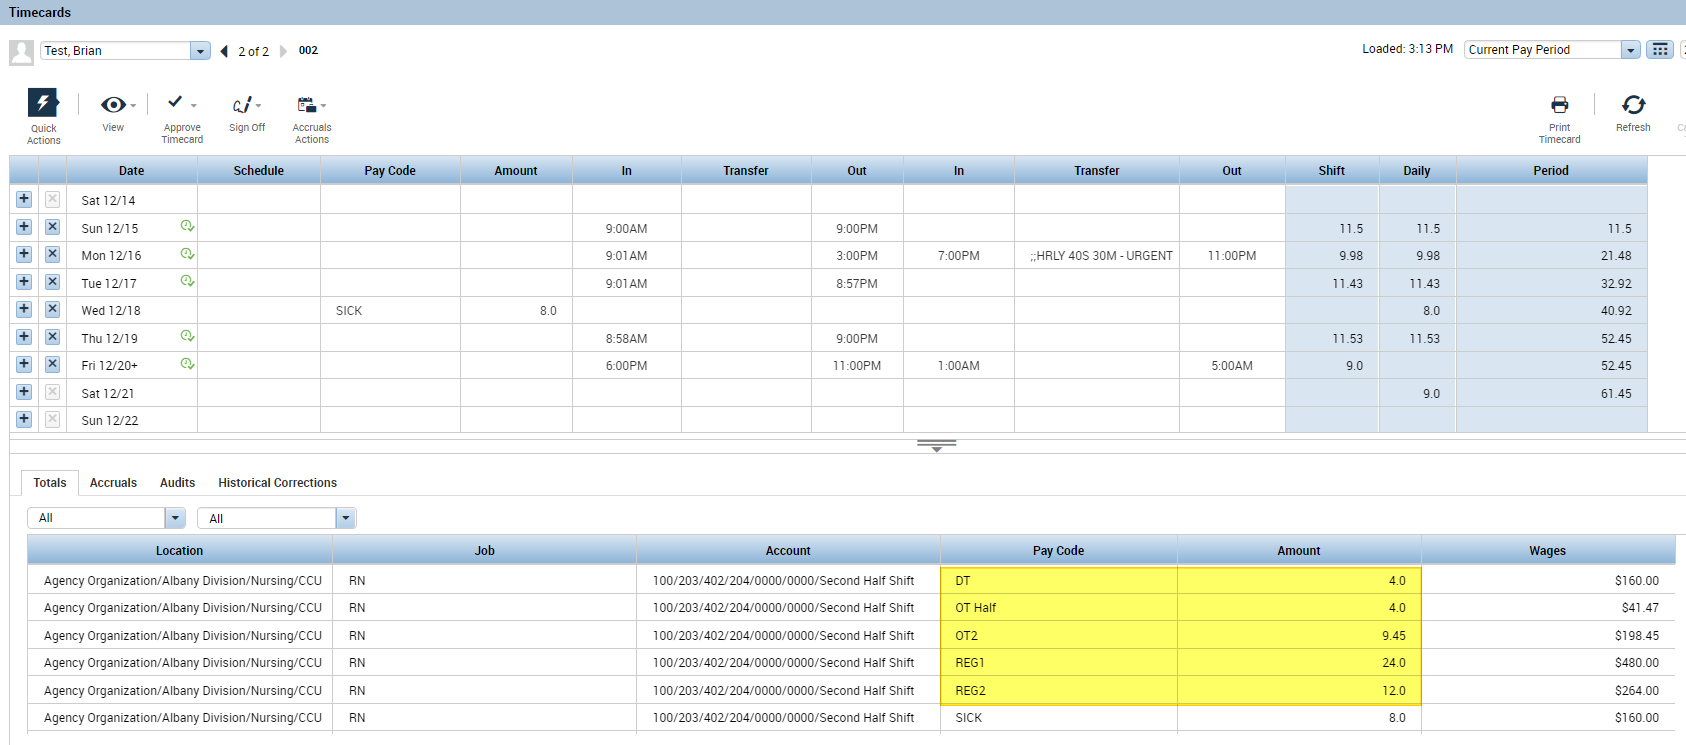 Timecards
Test, Brian 2 of 2 002 Loaded: 3:13 PM Current Pay Period
Quick Actions View Approve Timecard Sign Off Accruals Actions Print Timecard Refresh
Date Schedule Pay Code Amount In Transfer Out In Transfer Out Shift Daily Period
Sat 12/14
Sun 12/15 9:00AM 9:00PM 11.5 11.5 11.5
Mon 12/16 9:01AM 3:00PM 7:00PM ;;HRLY 40S 30M - URGENT 11:00PM 9.98 9.98 21.48
Tue 12/17 9:01AM 8:57PM 11.43 11.43 32.92
Wed 12/18 SICK 8.0 8.0 40.92
Thu 12/19 8:58AM 9:00PM 11.53 11.53 52.45
Fri 12/20+ 6:00PM 11:00PM 1:00AM 5:00AM 9.0 52.45
Sat 12/21 9.0 61.45
Sun 12/22
Totals Accruals Audits Historical Corrections
All All
Location Job Account Pay Code Amount Wages
Agency Organization/Albany Division/Nursing/CCU RN 100/203/402/204/0000/0000/Second Half Shift DT 4.0 $160.00
Agency Organization/Albany Division/Nursing/CCU RN 100/203/402/204/0000/0000/Second Half Shift OT Half 4.0 $41.47
Agency Organization/Albany Division/Nursing/CCU RN 100/203/402/204/0000/0000/Second Half Shift OT2 9.45 $198.45
Agency Organization/Albany Division/Nursing/CCU RN 100/203/402/204/0000/0000/Second Half Shift REG1 24.0 $480.00
Agency Organization/Albany Division/Nursing/CCU RN 100/203/402/204/0000/0000/Second Half Shift REG2 12.0 $264.00
Agency Organization/Albany Division/Nursing/CCU RN 100/203/402/204/0000/0000/Second Half Shift SICK 8.0 $160.00